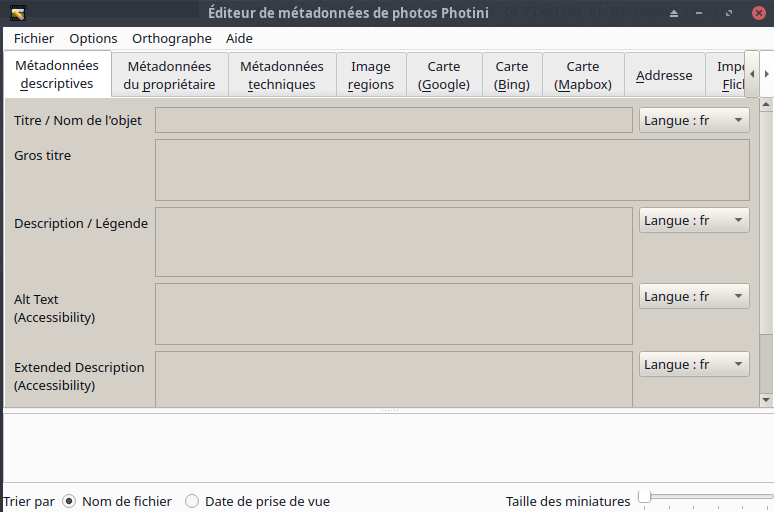 Éditeur de métadonnées de photos Photini
Fichier Options Orthographe Aide
Métadonnées descriptives
Métadonnées du propriétaire
Métadonnées techniques
Image regions
Carte (Google)
Carte (Bing)
Carte (Mapbox)
Addresse
Titre / Nom de l'objet
Langue : fr
Gros titre
Description / Légende
Langue : fr
Alt Text
(Accessibility)
Langue : fr
Extended Description
(Accessibility)
Langue : fr
Trier par Nom de fichier Date de prise de vue Taille des miniatures